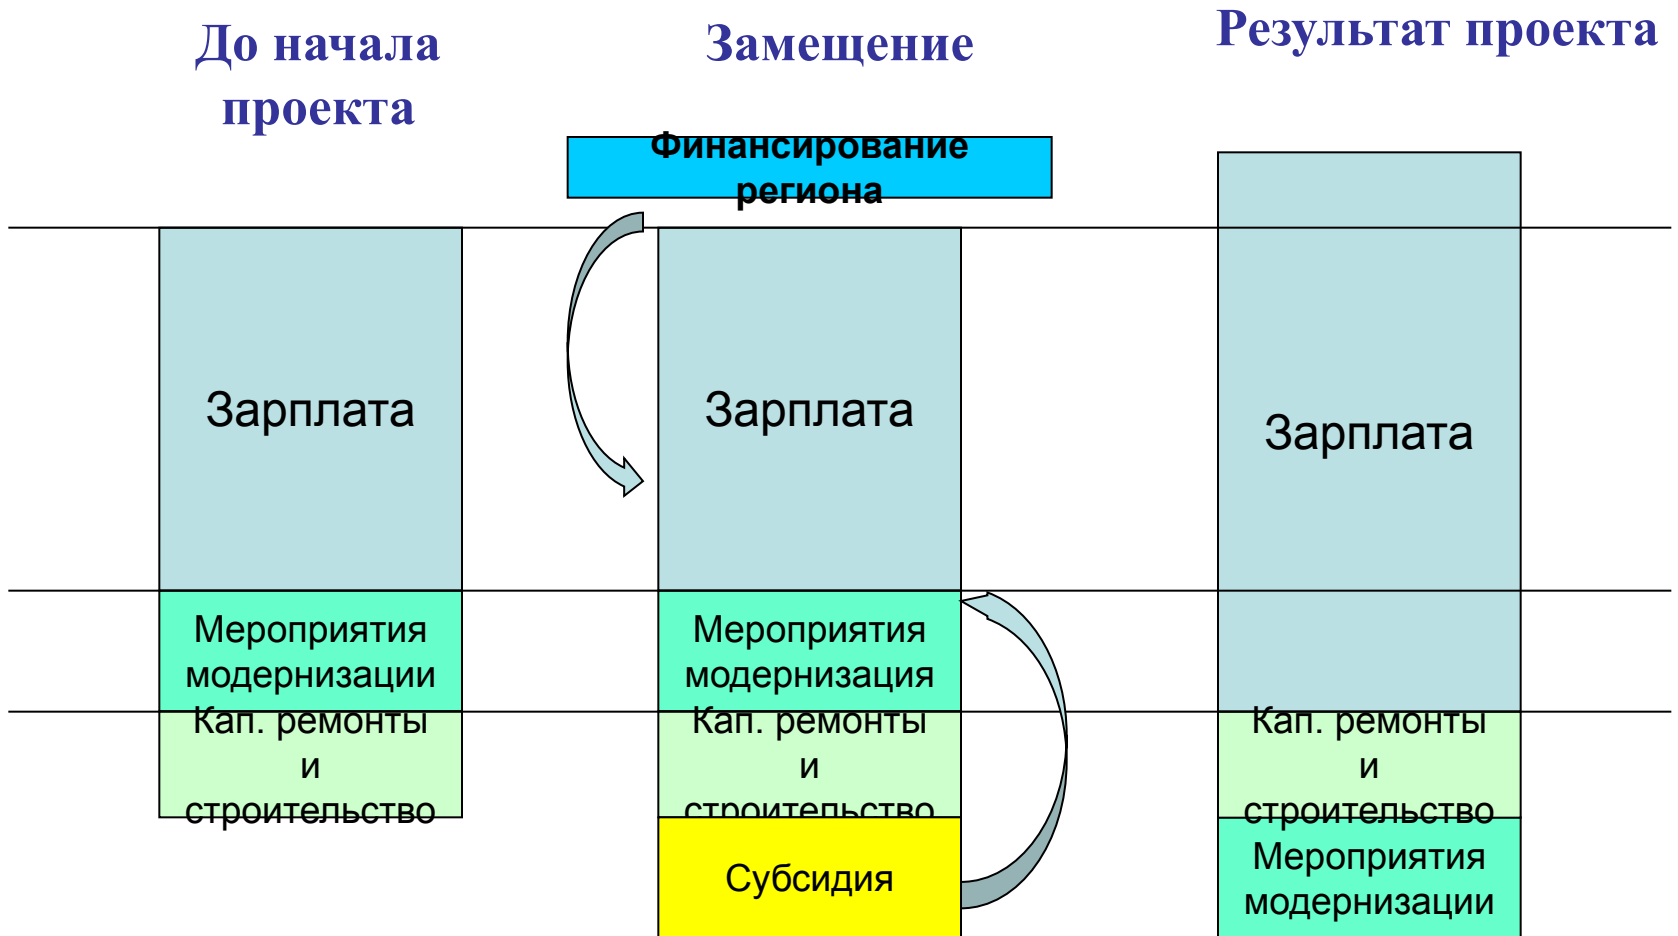 До начала
проекта
Замещение
Результат проекта
Финансирование
региона
Зарплата
Мероприятия
модернизации
Кап. ремонты
и
строительство
Зарплата
Мероприятия
модернизация
Кап. ремонты
и
строительство
Субсидия
Зарплата
Кап. ремонты
и
строительство
Мероприятия
модернизации